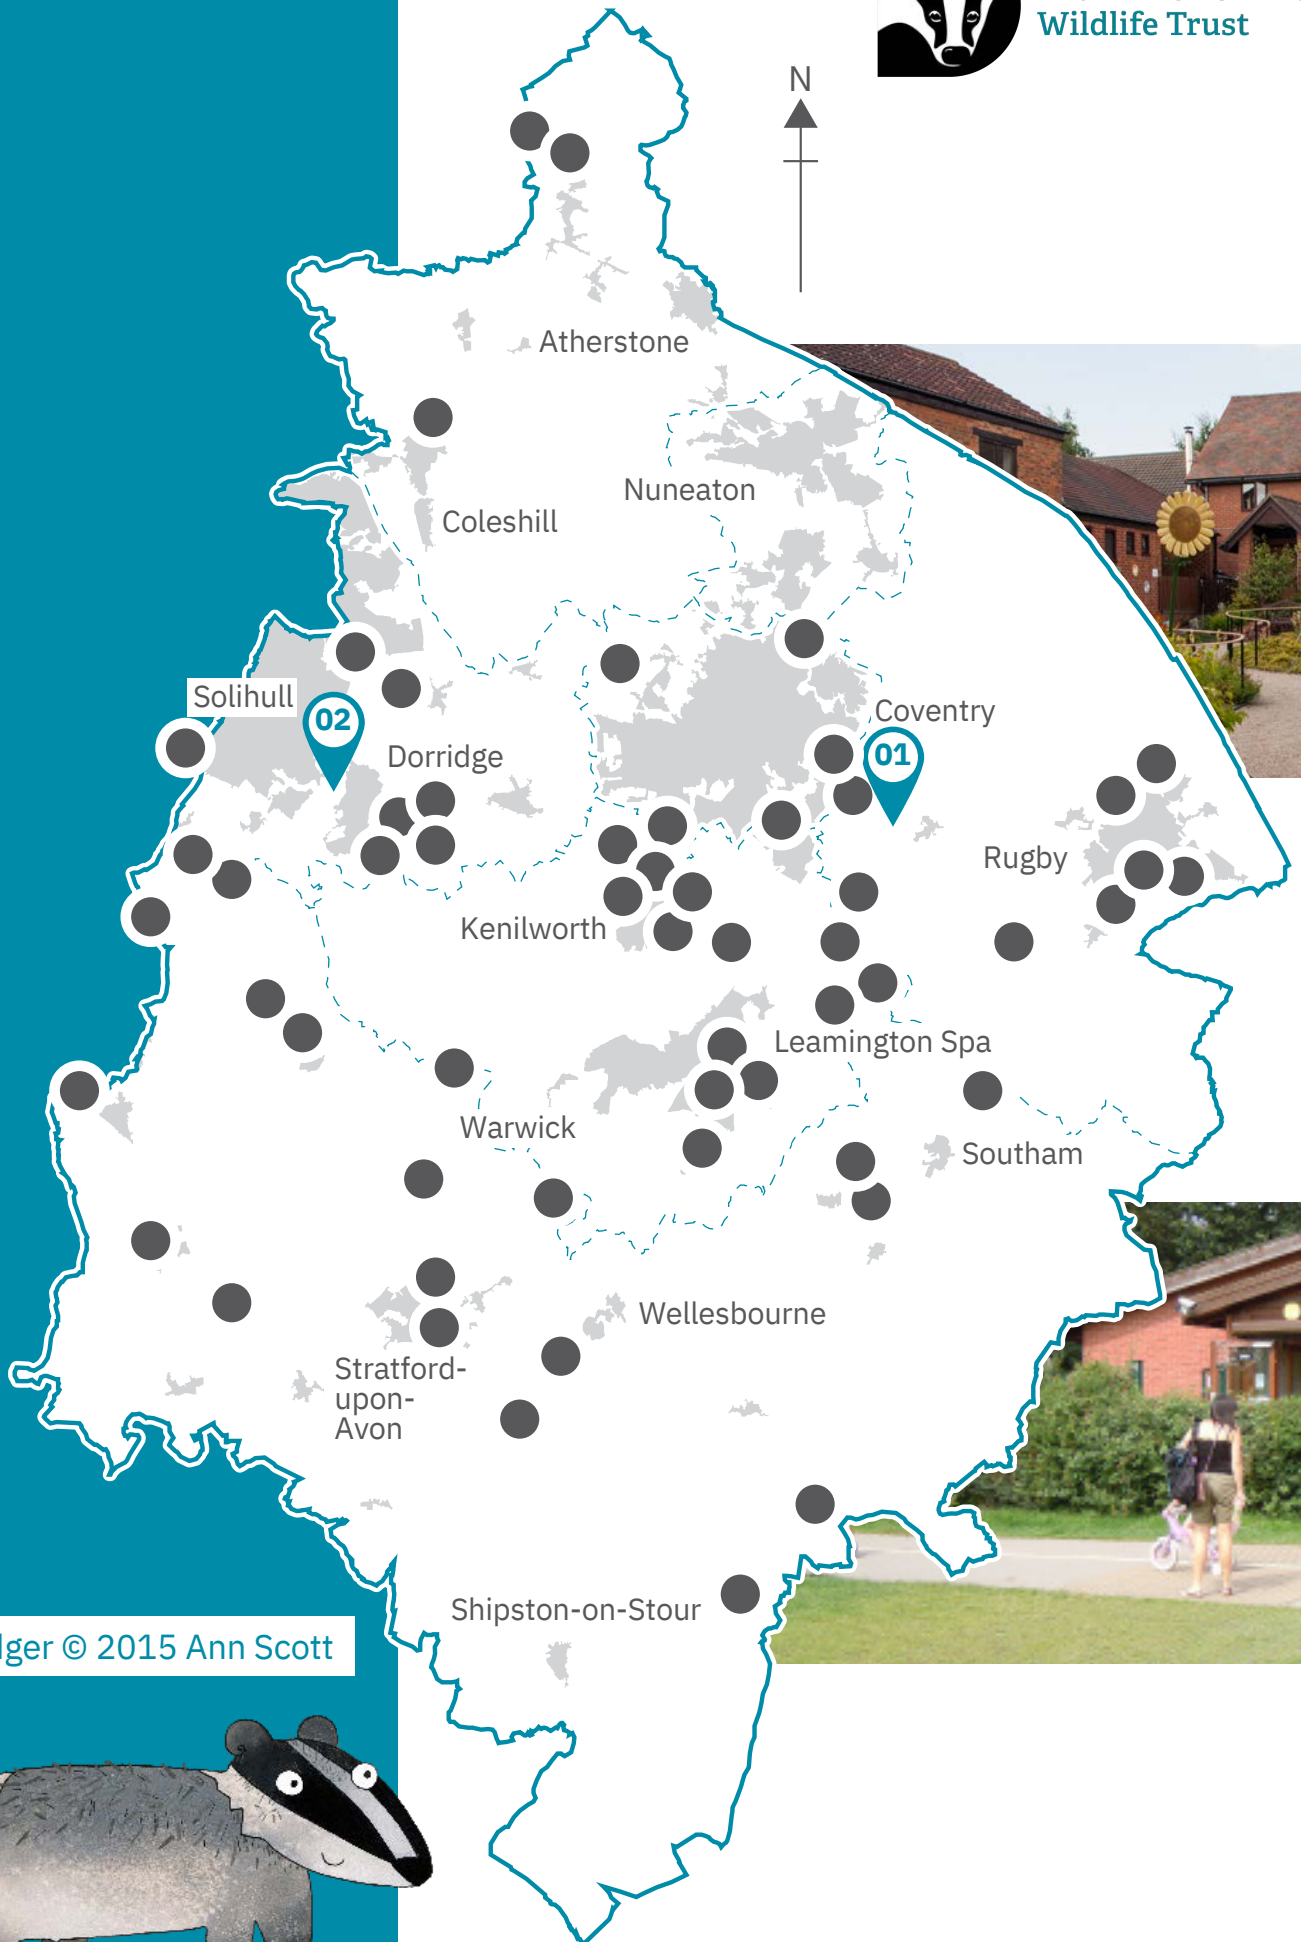 Wildlife Trust
N
Atherstone
Nuneaton
Coleshill
Solihull
02
Coventry
01
Dorridge
Rugby
Kenilworth
Leamington Spa
Warwick
Southam
Wellesbourne
Stratford-
upon-
Avon
Shipston-on-Stour
© 2015 Ann Scott